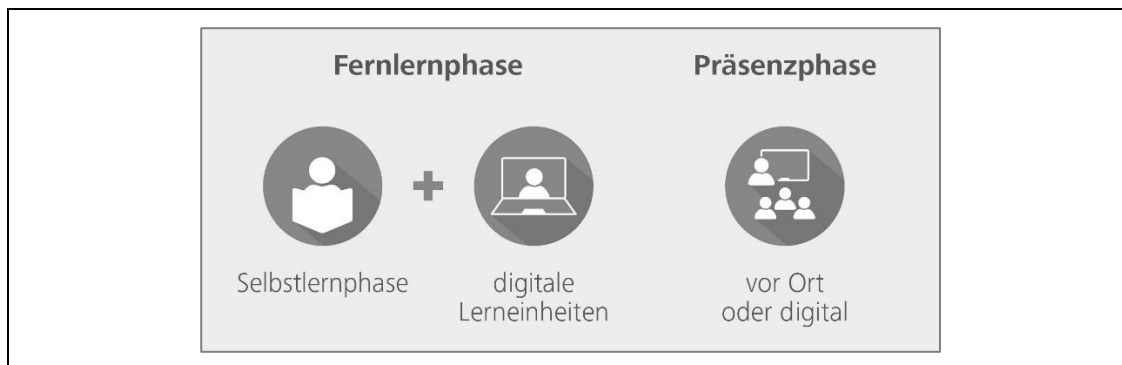 Fernlernphase
Präsenzphase
Selbstlernphase
digitale
Lerneinheiten
vor Ort
oder digital